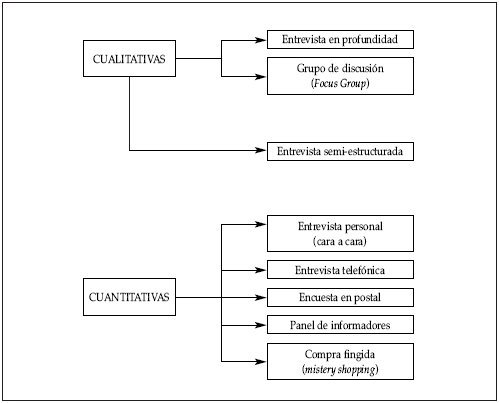 CUALITATIVAS
Entrevista en profundidad
Grupo de discusión
(Focus Group)
Entrevista semi-estructurada
CUANTITATIVAS
Entrevista personal
(cara a cara)
Entrevista telefónica
Encuesta en postal
Panel de informadores
Compra fingida
(mistery shopping)